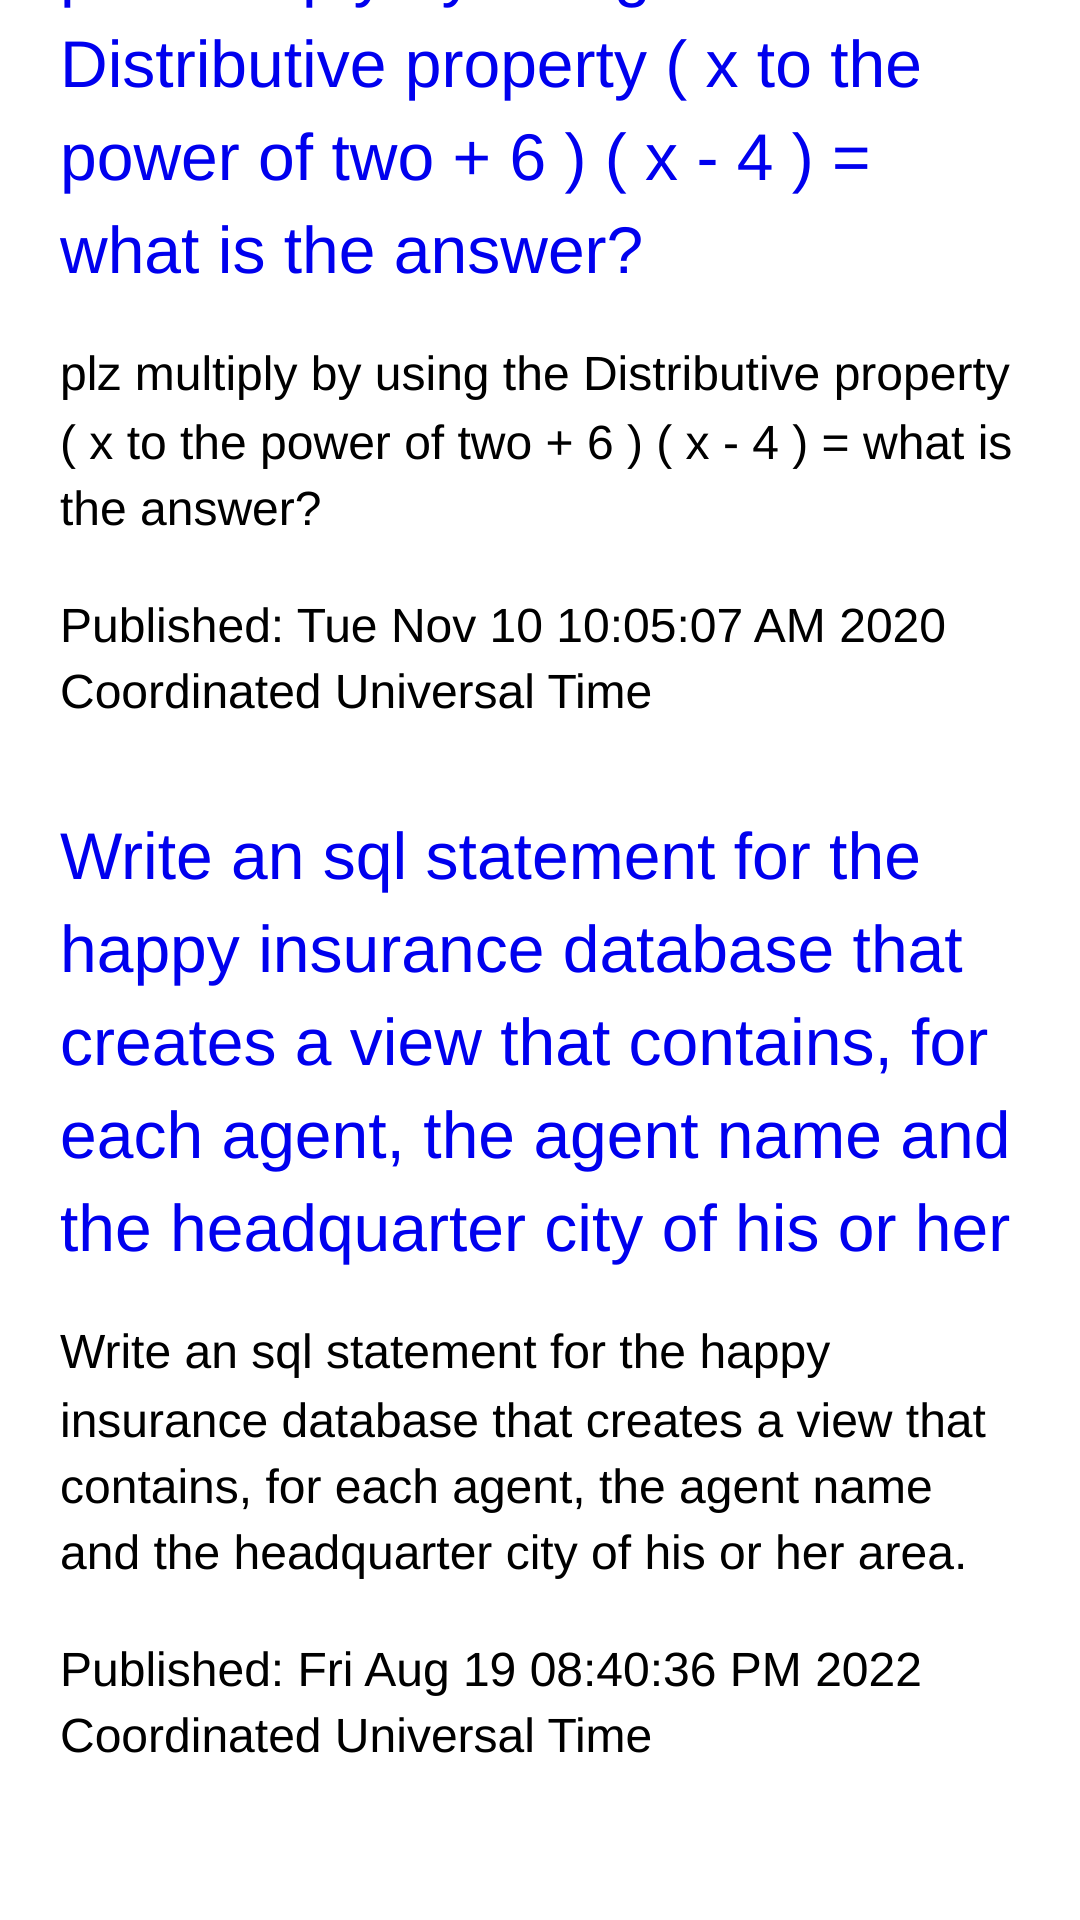 Distributive property ( x to the
power of two + 6 ) ( x - 4 ) =
what is the answer?
plz multiply by using the Distributive property
( x to the power of two + 6 ) ( x - 4 ) = what is
the answer?
Published: Tue Nov 10 10:05:07 AM 2020
Coordinated Universal Time
Write an sql statement for the
happy insurance database that
creates a view that contains, for
each agent, the agent name and
the headquarter city of his or her
Write an sql statement for the happy
insurance database that creates a view that
contains, for each agent, the agent name
and the headquarter city of his or her area.
Published: Fri Aug 19 08:40:36 PM 2022
Coordinated Universal Time